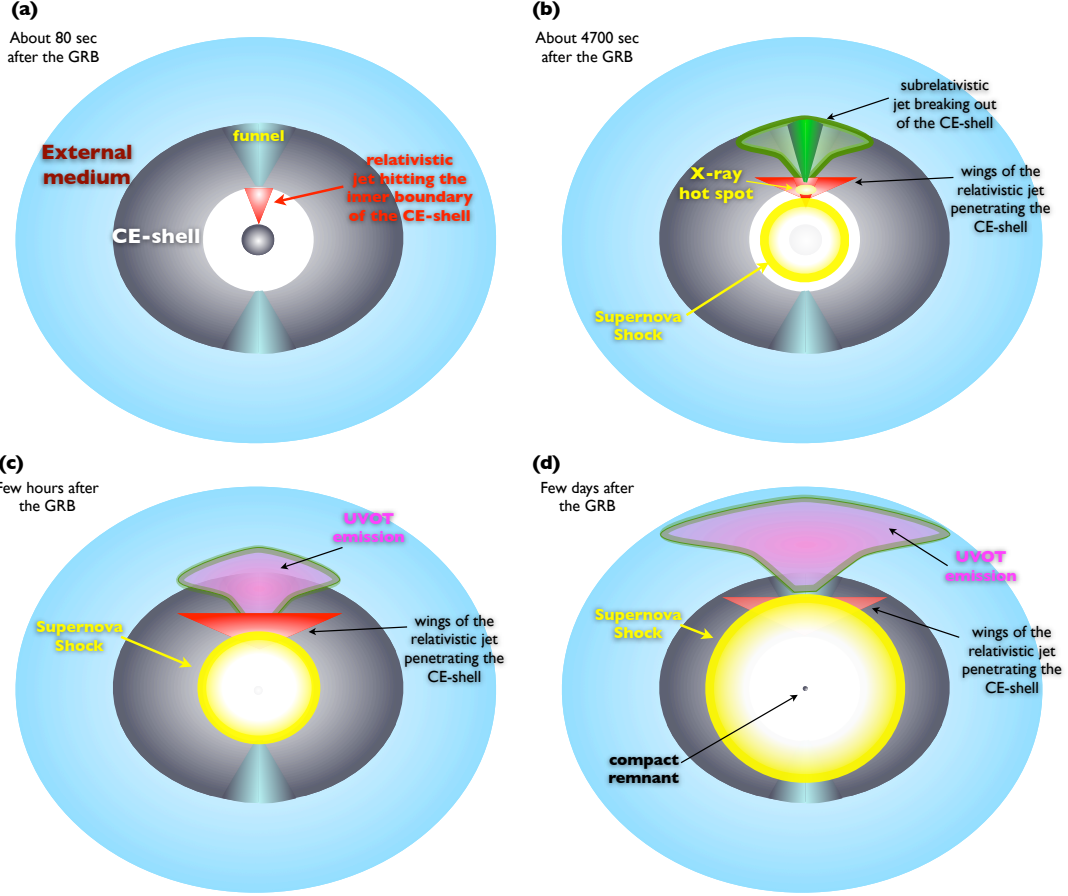 (a)
About 80 sec
after the GRB
funnel
External
medium
relativistic
jet hitting the
inner boundary
of the CE-shell
CE-shell
(b)
About 4700 sec
after the GRB
subrelativistic
jet breaking out
of the CE-shell
X-ray
hot spot
wings of the
relativistic jet
penetrating the
CE-shell
Supernova
Shock
(c)
Few hours after
the GRB
UVOT
emission
Supernova
Shock
wings of the
relativistic jet
penetrating the
CE-shell
(d)
Few days after
the GRB
UVOT
emission
Supernova
Shock
wings of the
relativistic jet
penetrating the
CE-shell
compact
remnant